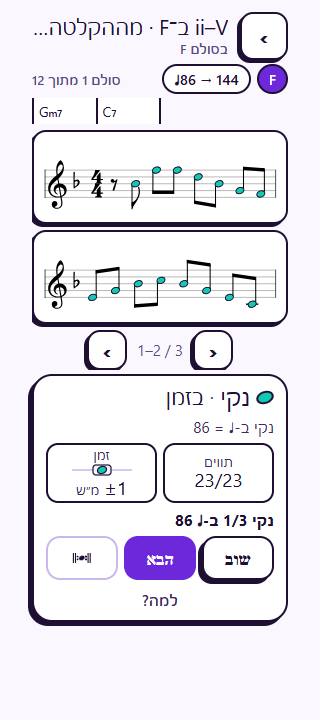 ii–V ב־F · מההקלטה...
בסולם F
F
♩86 → 144
סולם 1 מתוך 12
Gm7 C7
1–2 / 3
נקי · בזמן
נקי ב-♩ = 86
תווים
23/23
זמן
±1 מ״ש
נקי 1/3 ב-♩ 86
שוב
הבא
למה?